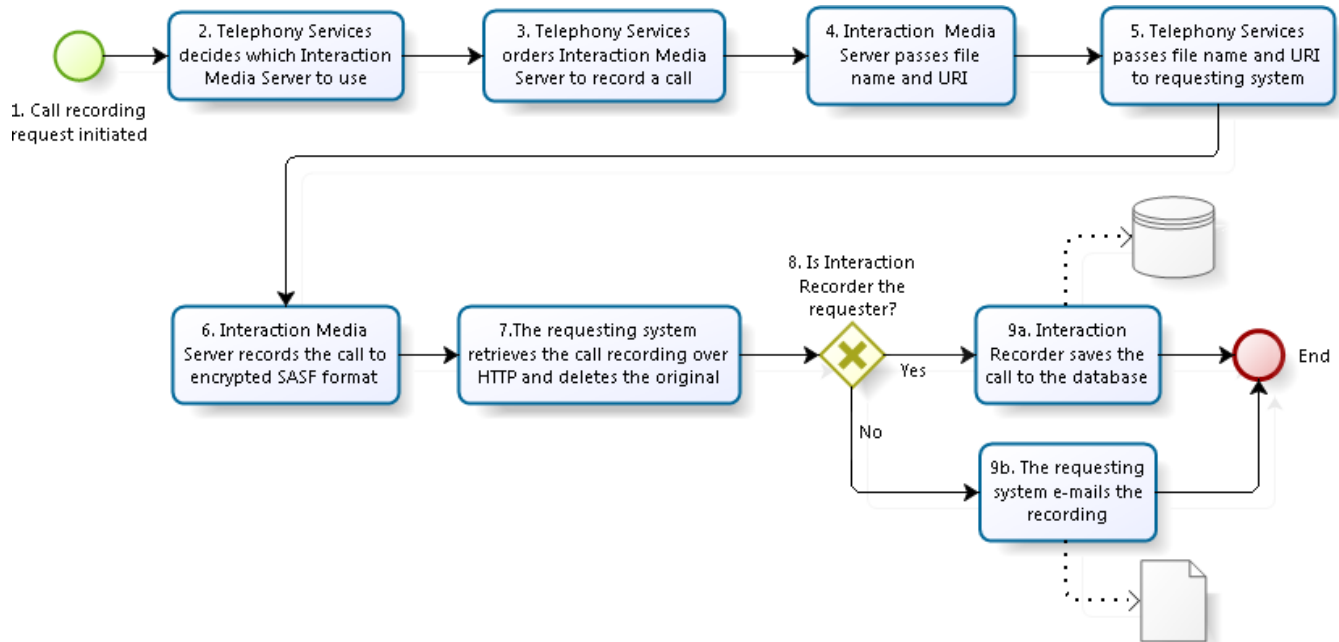 2. Telephony Services
decides which Interaction
Media Server to use
3. Telephony Services
orders Interaction Media
Server to record a call
4. Interaction Media
Server passes file
name and URI
5. Telephony Services
passes file name and URI
to requesting system
1. Call recording
request initiated
8. Is Interaction
Recorder the
requester?
6. Interaction Media
Server records the call to
encrypted SASF format
7.The requesting system
retrieves the call recording over
HTTP and deletes the original
Yes
9a. Interaction
Recorder saves the
call to the database
End
No
9b. The requesting
system e-mails the
recording